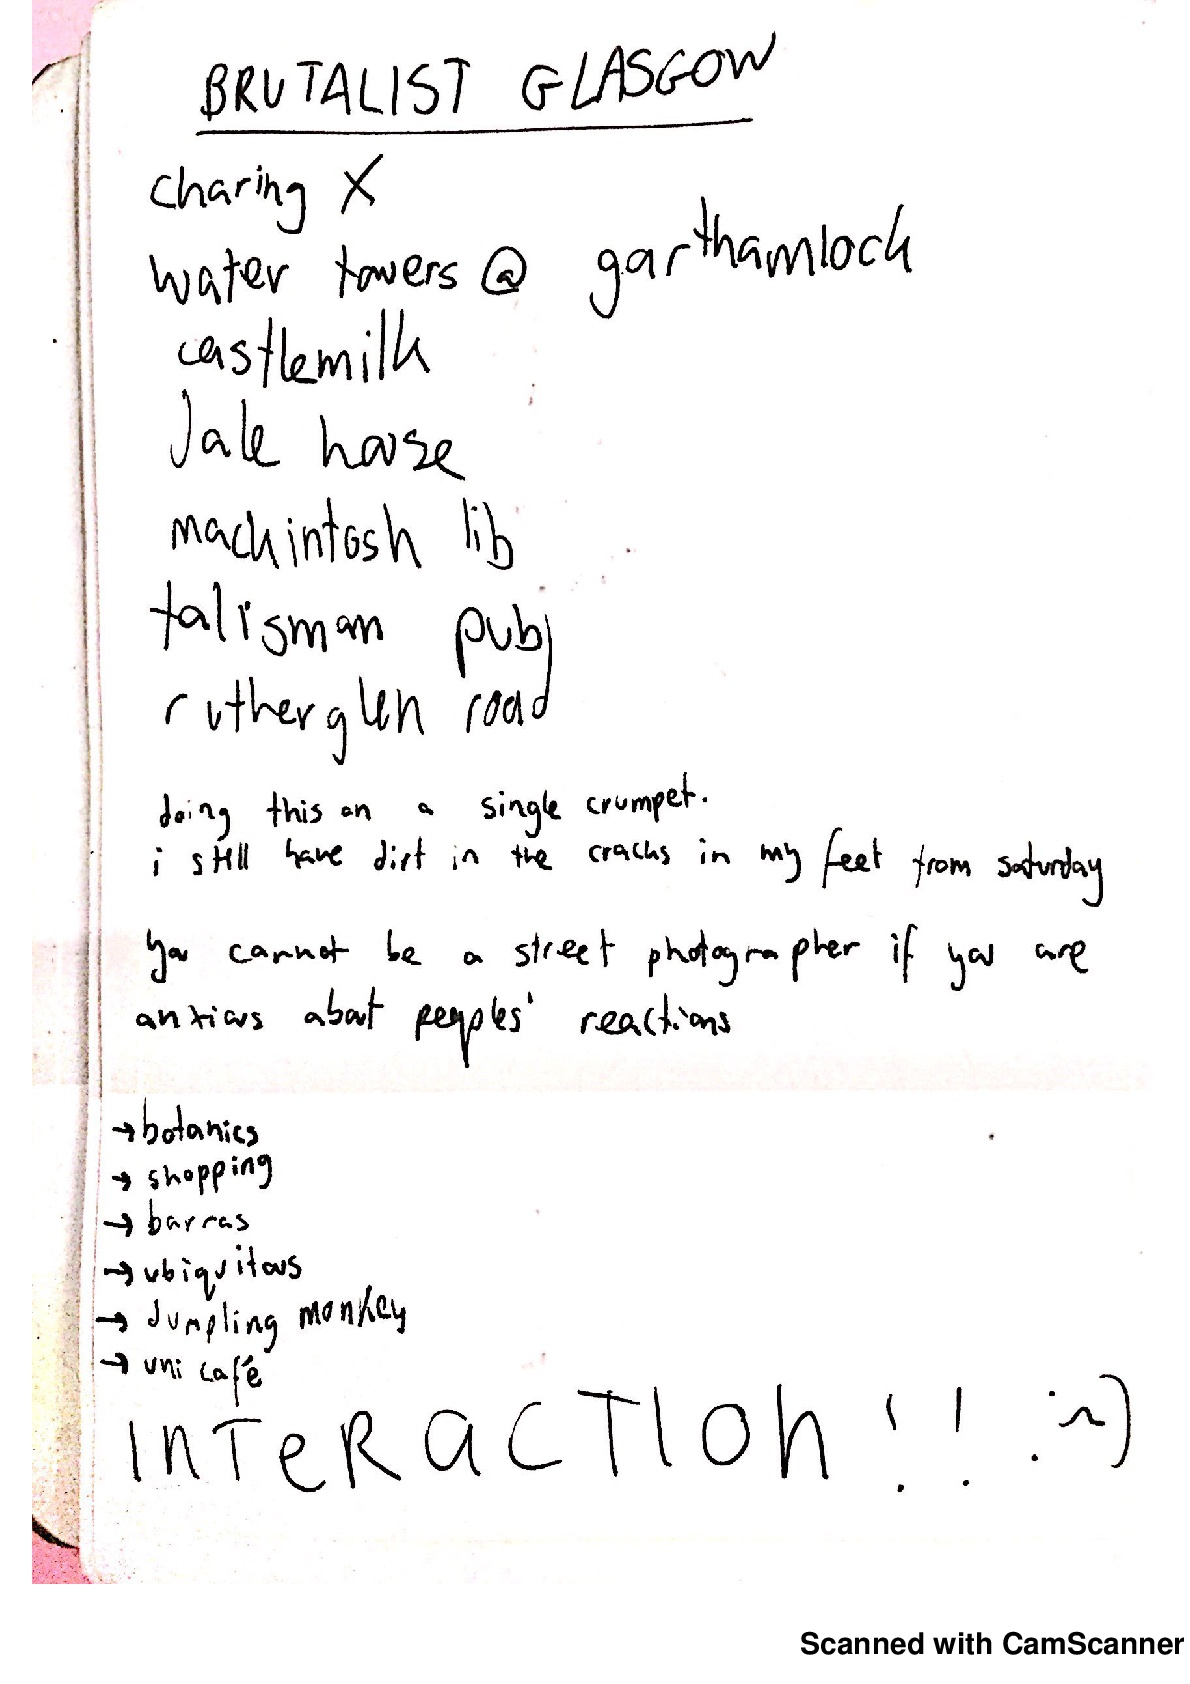 BRUTALIST GLASGOW
charing X
water towers @ garthamlock
castlemilk
dale house
mackintosh lib
talisman pub
rutherglen road
doing this on a single crumpet.
i still have dirt in the cracks in my feet from saturday
you cannot be a street photographer if you are
anxious about peoples' reactions
→ botanics
→ shopping
→ barras
→ ubiquitous
→ dumpling monkey
→ uni café
INTERACTION!! :~)
Scanned with CamScanner